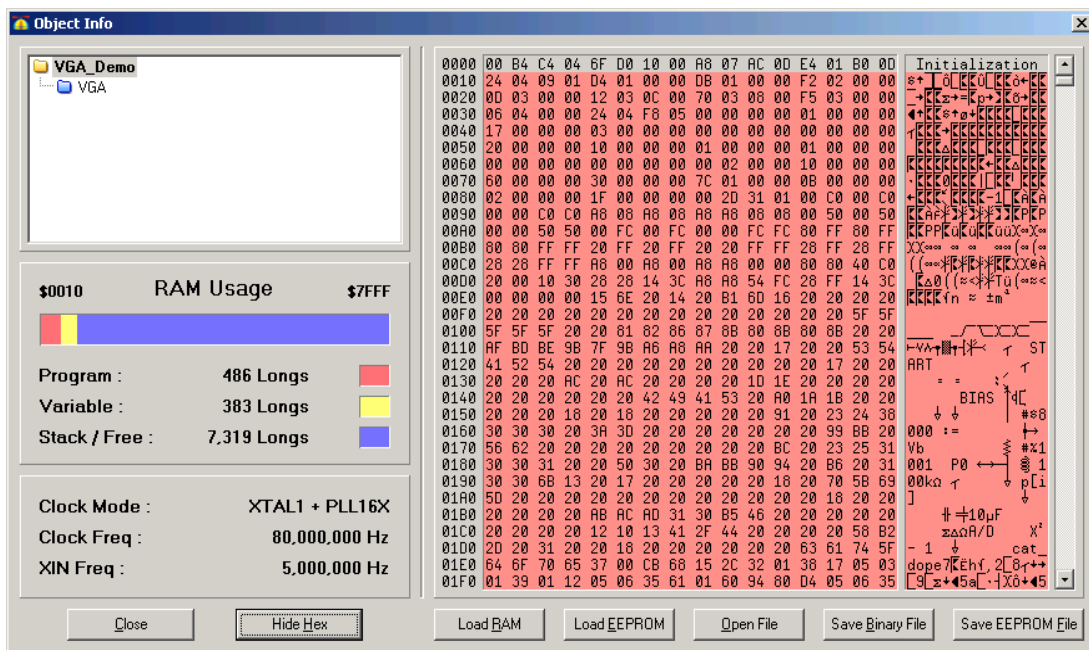 Object Info
VGA_Demo
VGA
$0010 RAM Usage $7FFF
Program : 486 Longs
Variable : 383 Longs
Stack / Free : 7,319 Longs
Clock Mode : XTAL1 + PLL16X
Clock Freq : 80,000,000 Hz
XIN Freq : 5,000,000 Hz
0000 00 B4 C4 04 6F D0 10 00 A8 07 AC 0D E4 01 B0 0D Initialization
0010 24 04 09 01 D4 01 00 00 DB 01 00 00 F2 02 00 00
0020 0D 03 00 00 12 03 0C 00 70 03 08 00 F5 03 00 00
0030 06 04 00 00 24 04 F8 05 00 00 00 00 01 00 00 00
0040 17 00 00 00 03 00 00 00 00 00 00 00 00 00 00 00
0050 20 00 00 00 10 00 00 00 01 00 00 00 01 00 00 00
0060 00 00 00 00 00 00 00 00 02 00 00 10 00 00 00
0070 60 00 00 00 30 00 00 00 7C 01 00 00 0B 00 00 00
0080 02 00 00 00 1F 00 00 00 2D 31 01 00 C0 00 C0
0090 00 00 C0 C0 A8 08 A8 08 A8 A8 08 08 00 50 00 50
00A0 00 00 50 50 00 FC 00 FC 00 00 FC FC 80 FF 80 FF
00B0 80 80 FF FF 20 FF 20 FF 20 20 FF FF 28 FF 28 FF
00C0 28 28 FF FF A8 00 A8 00 A8 A8 00 00 80 80 40 C0
00D0 20 00 10 30 28 28 14 3C A8 A8 54 FC 28 FF 14 3C
00E0 00 00 00 00 15 6E 20 14 20 B1 6D 16 20 20 20 20
00F0 20 20 20 20 20 20 20 20 20 20 20 20 20 20 5F 5F
0100 5F 5F 5F 20 20 81 82 86 87 8B 80 8B 80 8B 20 20
0110 AF BD BE 9B 7F 9B A6 A8 AA 20 20 17 20 20 53 54 ST
0120 41 52 54 20 20 20 20 20 20 20 20 20 20 17 20 20 ART
0130 20 20 20 AC 20 AC 20 20 20 20 1D 1E 20 20 20 20
0140 20 20 20 20 20 20 42 49 41 53 20 A0 1A 1B 20 20 BIAS
0150 20 20 20 18 20 18 20 20 20 20 20 91 20 23 24 38
0160 30 30 30 20 3A 3D 20 20 20 20 20 20 20 99 BB 20 000 :=
0170 56 62 20 20 20 20 20 20 20 20 20 BC 20 23 25 31 Vb #%1
0180 30 30 31 20 20 50 30 20 BA BB 90 94 20 B6 20 31 001 P0 1
0190 30 30 6B 13 20 17 20 20 20 20 20 18 20 70 5B 69 00kΩ p[i
01A0 5D 20 20 20 20 20 20 20 20 20 20 20 20 18 20 20 ]
01B0 20 20 20 20 AB AC AD 31 30 B5 46 20 20 20 20 20 10µF
01C0 20 20 20 20 12 10 13 41 2F 44 20 20 20 20 58 B2 ΣΔΩA/D X²
01D0 2D 20 31 20 20 18 20 20 20 20 20 20 63 61 74 5F - 1 ↓ cat_
01E0 64 6F 70 65 37 00 CB 68 15 2C 32 01 38 17 05 03
01F0 01 39 01 12 05 06 35 61 01 60 94 80 D4 05 06 35
Close Hide Hex Load RAM Load EEPROM Open File Save Binary File Save EEPROM File